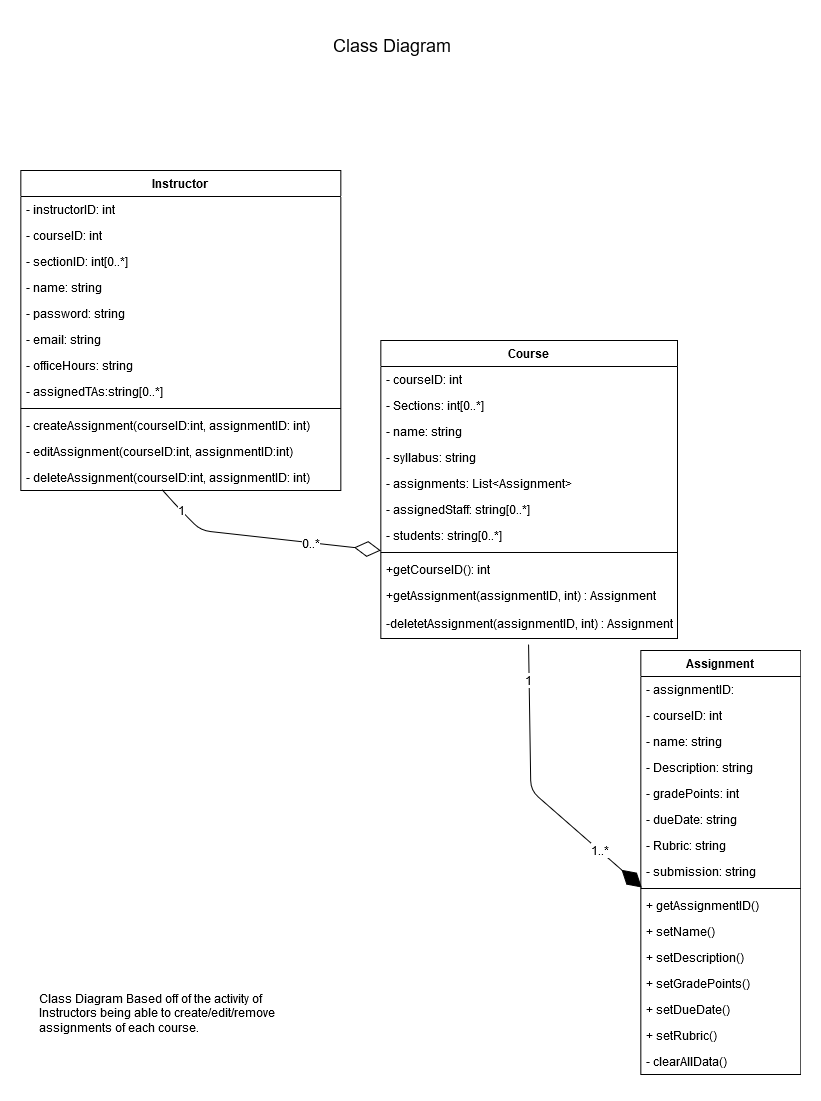 Class Diagram
Instructor
- instructorID: int
- courseID: int
- sectionID: int[0..*]
- name: string
- password: string
- email: string
- officeHours: string
- assignedTAs:string[0..*]
- createAssignment(courseID:int, assignmentID: int)
- editAssignment(courseID:int, assignmentID:int)
- deleteAssignment(courseID:int, assignmentID: int)
1
0..*
Course
- courseID: int
- Sections: int[0..*]
- name: string
- syllabus: string
- assignments: List<Assignment>
- assignedStaff: string[0..*]
- students: string[0..*]
+getCourseID(): int
+getAssignment(assignmentID, int) : Assignment
-deletetAssignment(assignmentID, int) : Assignment
1
1..*
Assignment
- assignmentID:
- courseID: int
- name: string
- Description: string
- gradePoints: int
- dueDate: string
- Rubric: string
- submission: string
+ getAssignmentID()
+ setName()
+ setDescription()
+ setGradePoints()
+ setDueDate()
+ setRubric()
- clearAllData()
Class Diagram Based off of the activity of
Instructors being able to create/edit/remove
assignments of each course.